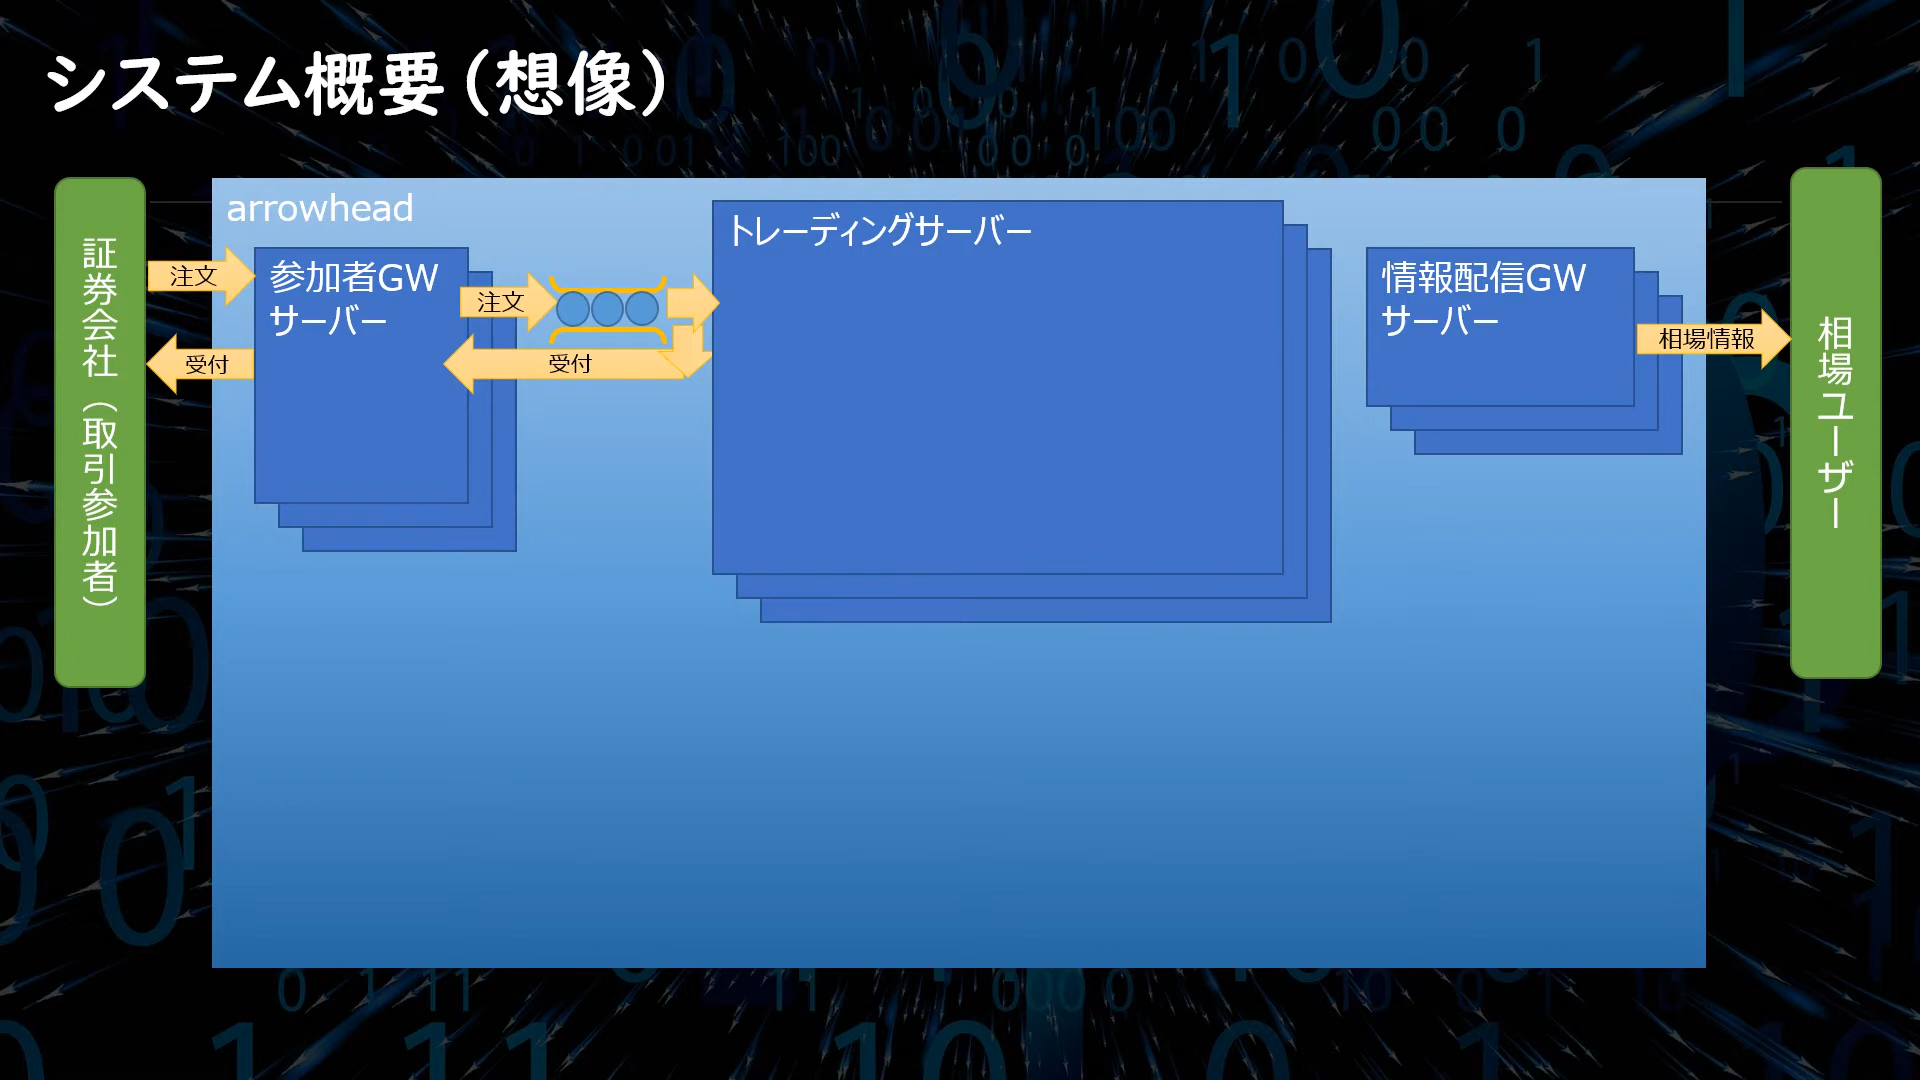 システム概要（想像）
arrowhead
証券会社（取引参加者）
注文
受付
参加者GW
サーバー
注文
受付
トレーディングサーバー
情報配信GW
サーバー
相場情報
相場ユーザー